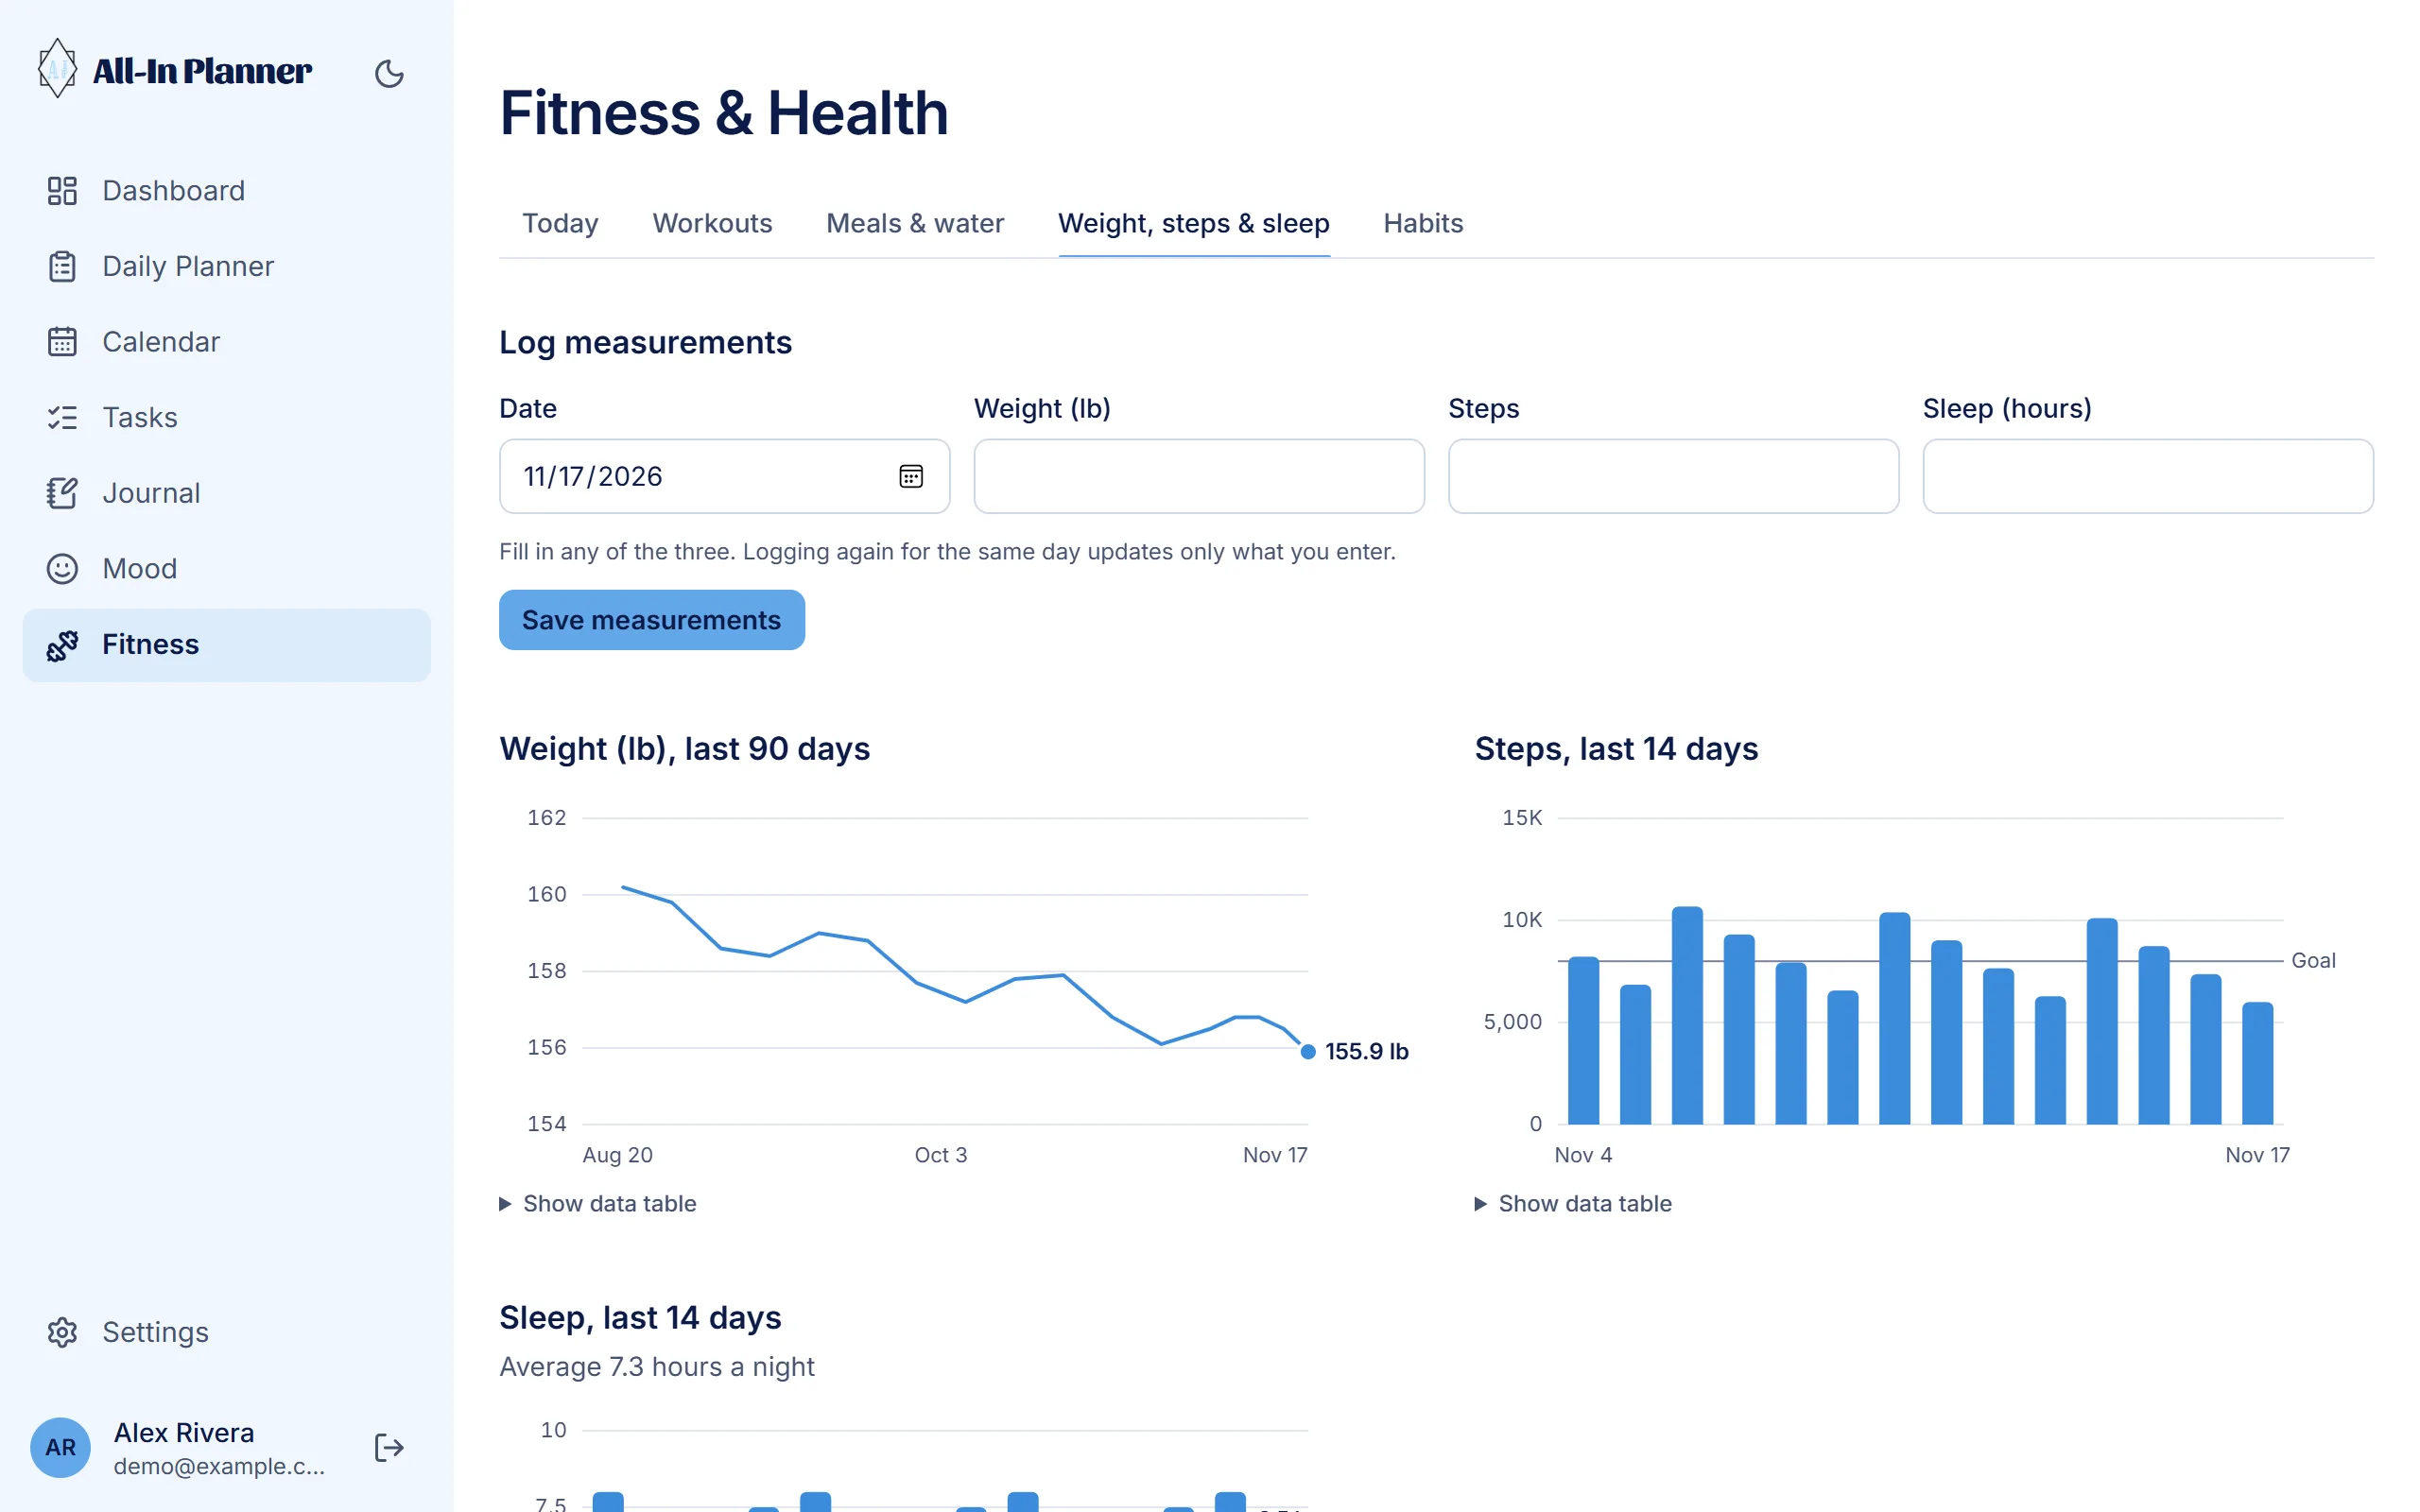 All-In Planner
Dashboard
Daily Planner
Calendar
Tasks
Journal
Mood
Fitness
Settings
AR
Alex Rivera
demo@example.c...
Fitness & Health
Today Workouts Meals & water Weight, steps & sleep Habits
Log measurements
Date Weight (lb) Steps Sleep (hours)
11/17/2026
Fill in any of the three. Logging again for the same day updates only what you enter.
Save measurements
Weight (lb), last 90 days
162
160
158
156
154
155.9 lb
Aug 20 Oct 3 Nov 17
Show data table
Steps, last 14 days
15K
10K
5,000
0
Goal
Nov 4 Nov 17
Show data table
Sleep, last 14 days
Average 7.3 hours a night
10
7.5